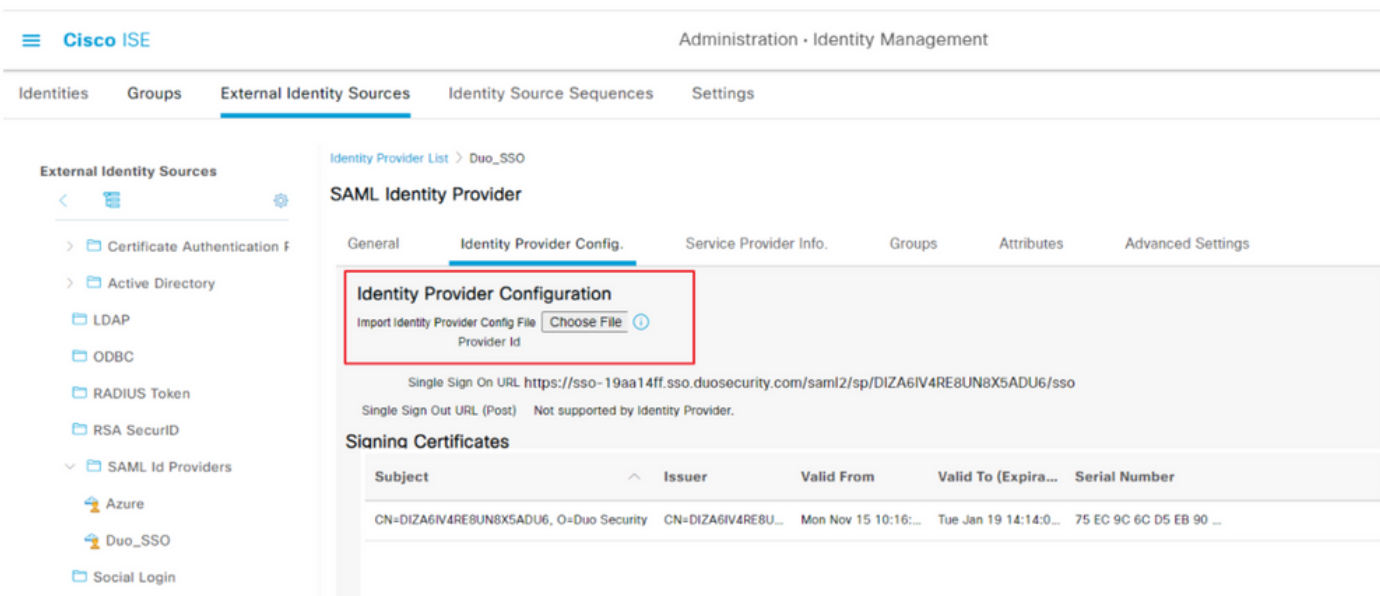 Cisco ISE
Administration · Identity Management
Identities Groups External Identity Sources Identity Source Sequences Settings
External Identity Sources
Certificate Authentication F
Active Directory
LDAP
ODBC
RADIUS Token
RSA SecurID
SAML Id Providers
Azure
Duo_SSO
Social Login
Identity Provider List > Duo_SSO
SAML Identity Provider
General Identity Provider Config. Service Provider Info. Groups Attributes Advanced Settings
Identity Provider Configuration
Import Identity Provider Config File Choose File
Provider Id
Single Sign On URL https://sso-19aa14ff.sso.duosecurity.com/saml2/sp/DIZA6IV4RE8UN8X5ADU6/sso
Single Sign Out URL (Post) Not supported by Identity Provider.
Signing Certificates
Subject Issuer Valid From Valid To (Expira... Serial Number
CN=DIZA6IV4RE8UN8X5ADU6, O=Duo Security CN=DIZA6IV4RE8U... Mon Nov 15 10:16:... Tue Jan 19 14:14:0... 75 EC 9C 6C D5 EB 90 ...